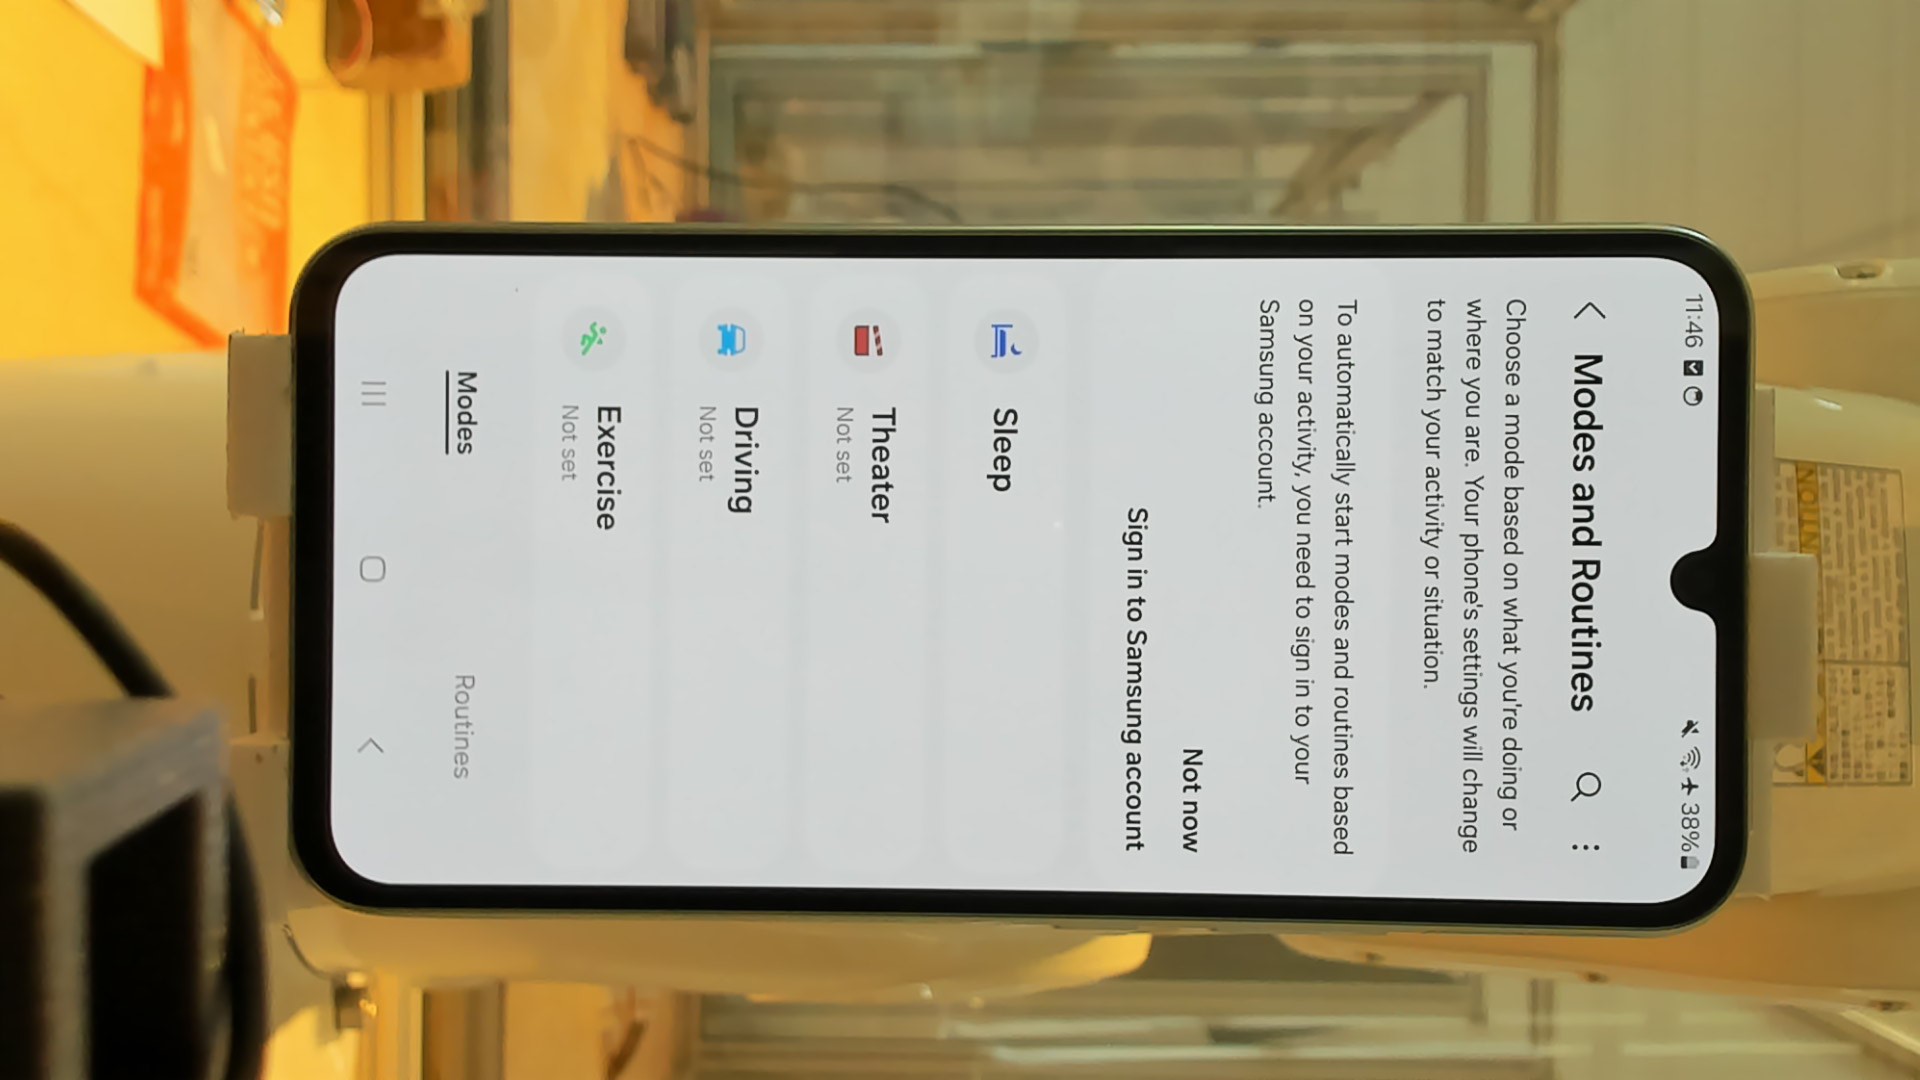 11:46 38%
Modes and Routines
Choose a mode based on what you're doing or
where you are. Your phone's settings will change
to match your activity or situation.
To automatically start modes and routines based
on your activity, you need to sign in to your
Samsung account.
Not now
Sign in to Samsung account
Sleep
Theater
Not set
Driving
Not set
Exercise
Not set
Modes
Routines